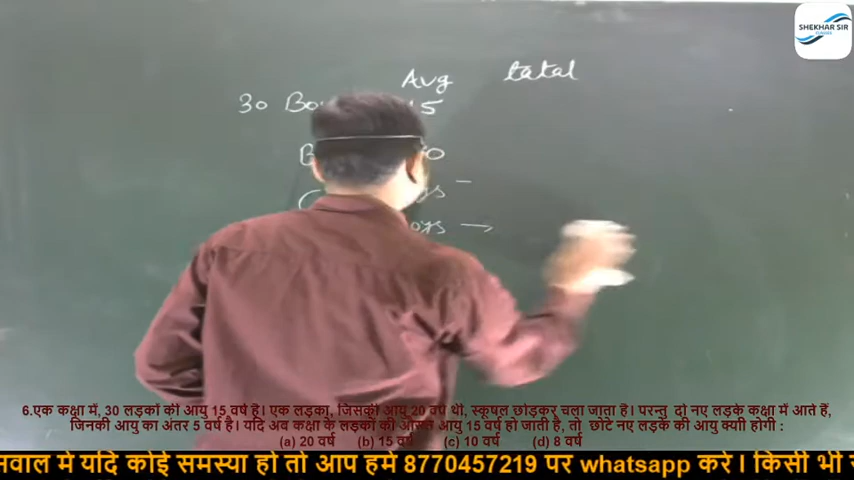 SHEKHAR SIR
CLASSES
Avg total
30
6.एक कक्षा में, 30 लड़कों की आयु 15 वर्ष है। एक लड़का, जिसकी आयु 20 वर्ष थी, स्कूषल छोड़कर चला जाता है। परन्तु दो नए लड़के कक्षा में आते हैं,
जिनकी आयु का अंतर 5 वर्ष है। यदि अब कक्षा के लड़कों की औसत आयु 15 वर्ष हो जाती है, तो छोटे नए लड़के की आयु क्याी होगी :
(a) 20 वर्ष (b) 15 वर्ष (c) 10 वर्ष (d) 8 वर्ष
सवाल मे यदि कोई समस्या हो तो आप हमे 8770457219 पर whatsapp करे । किसी भी